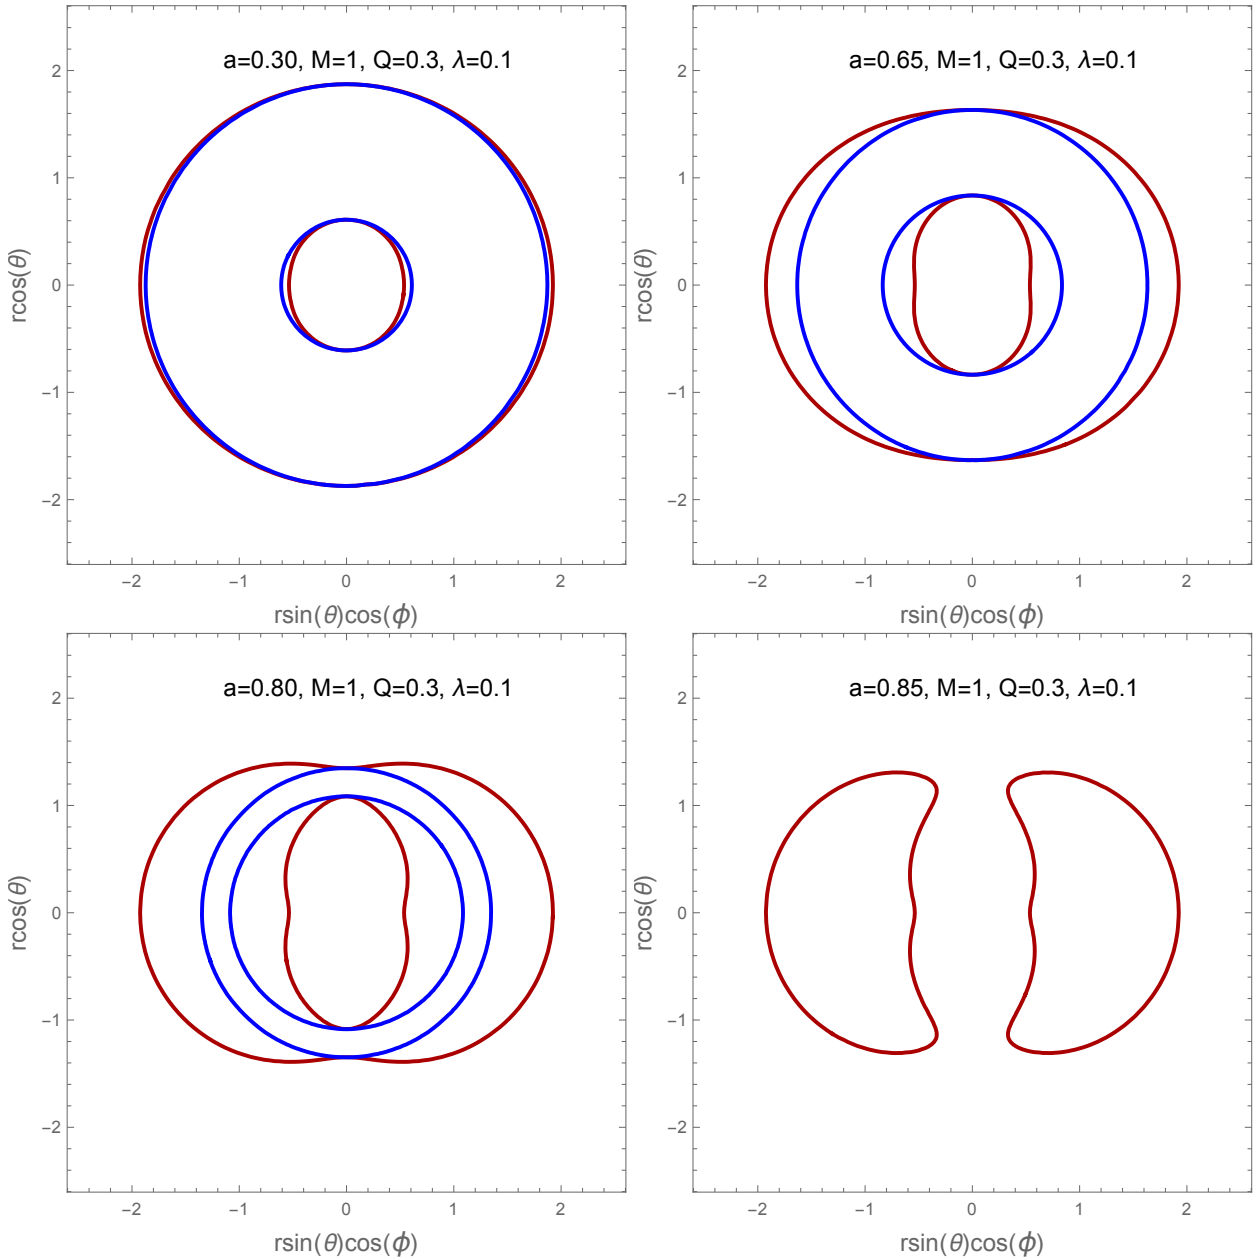 a=0.30, M=1, Q=0.3, λ=0.1
2
1
0
−1
−2
rcos(θ)
−2 −1 0 1 2
rsin(θ)cos(ϕ)
a=0.65, M=1, Q=0.3, λ=0.1
2
1
0
−1
−2
rcos(θ)
−2 −1 0 1 2
rsin(θ)cos(ϕ)
a=0.80, M=1, Q=0.3, λ=0.1
2
1
0
−1
−2
rcos(θ)
−2 −1 0 1 2
rsin(θ)cos(ϕ)
a=0.85, M=1, Q=0.3, λ=0.1
2
1
0
−1
−2
rcos(θ)
−2 −1 0 1 2
rsin(θ)cos(ϕ)